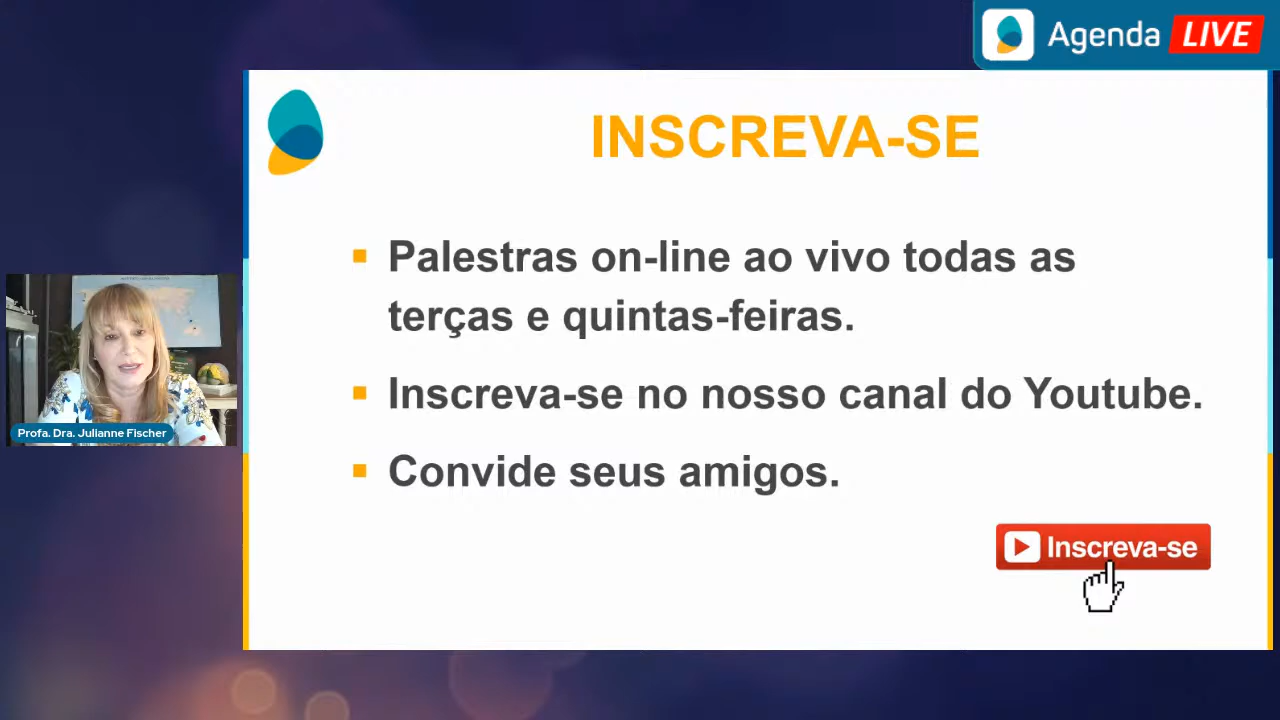 Agenda LIVE
INSCREVA-SE
Palestras on-line ao vivo todas as
terças e quintas-feiras.
Inscreva-se no nosso canal do Youtube.
Convide seus amigos.
Profa. Dra. Julianne Fischer
Inscreva-se